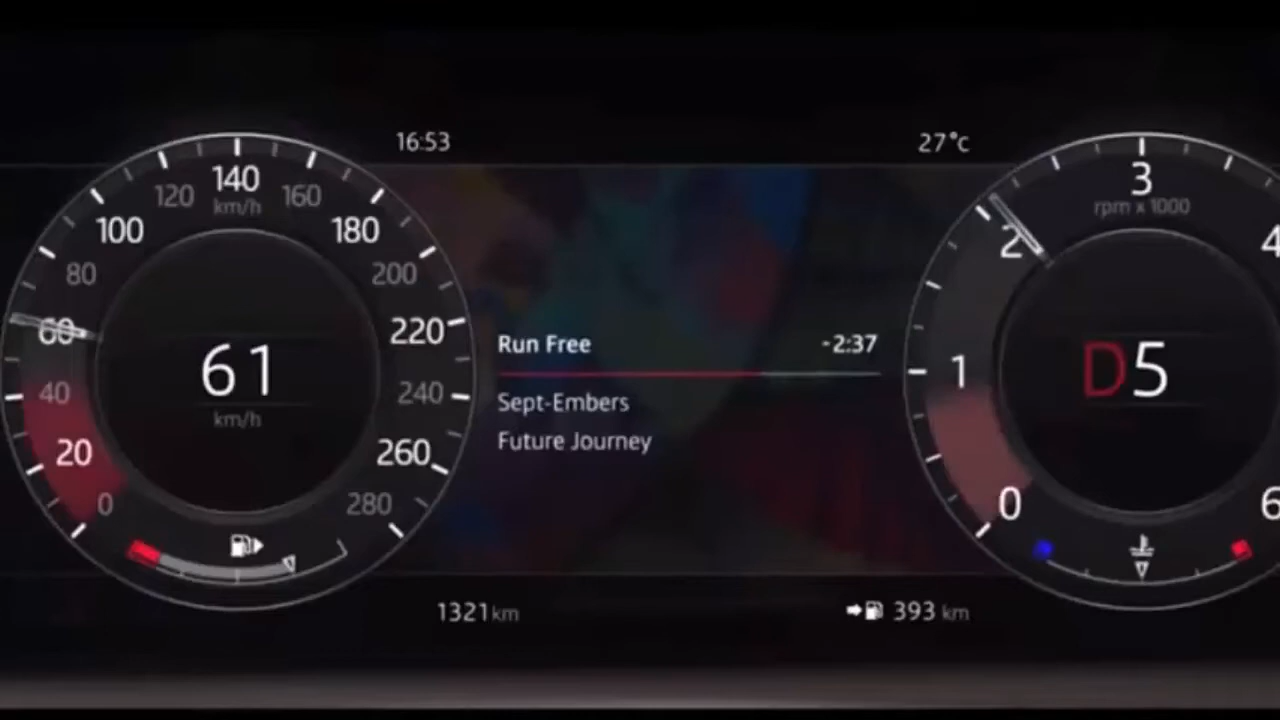 16:53
27°C
0
20
40
60
80
100
120
140
160
180
200
220
240
260
280
km/h
61
km/h
Run Free -2:37
Sept-Embers
Future Journey
0
1
2
3
4
6
rpm x 1000
D5
1321 km
393 km